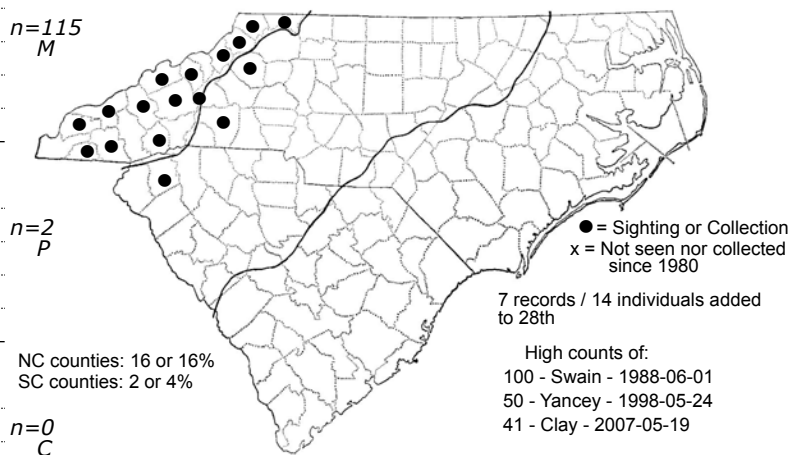 n=115
M
n=2
P
● = Sighting or Collection
x = Not seen nor collected
since 1980
7 records / 14 individuals added
to 28th
NC counties: 16 or 16%
SC counties: 2 or 4%
High counts of:
100 - Swain - 1988-06-01
50 - Yancey - 1998-05-24
41 - Clay - 2007-05-19
n=0
C